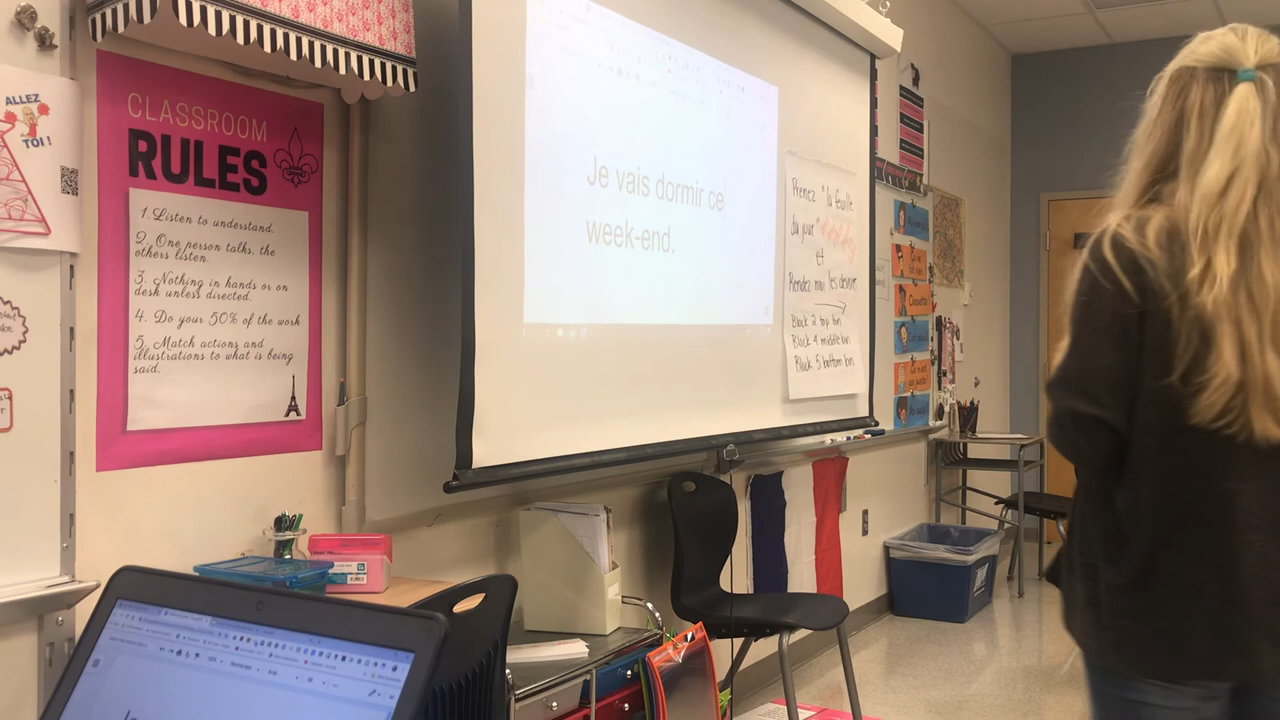 ALLEZ
TOI !
CLASSROOM
RULES
1. Listen to understand.
2. One person talks, the
others listen.
3. Nothing in hands or on
desk unless directed.
4. Do your 50% of the work
5. Match actions and
illustrations to what is being
said.
Je vais dormir ce
week-end.
Prenez "la feuille
du jour"
et
Rendez moi les
Block 2 top bin
Block 4 middle bin
Block 5 bottom bin